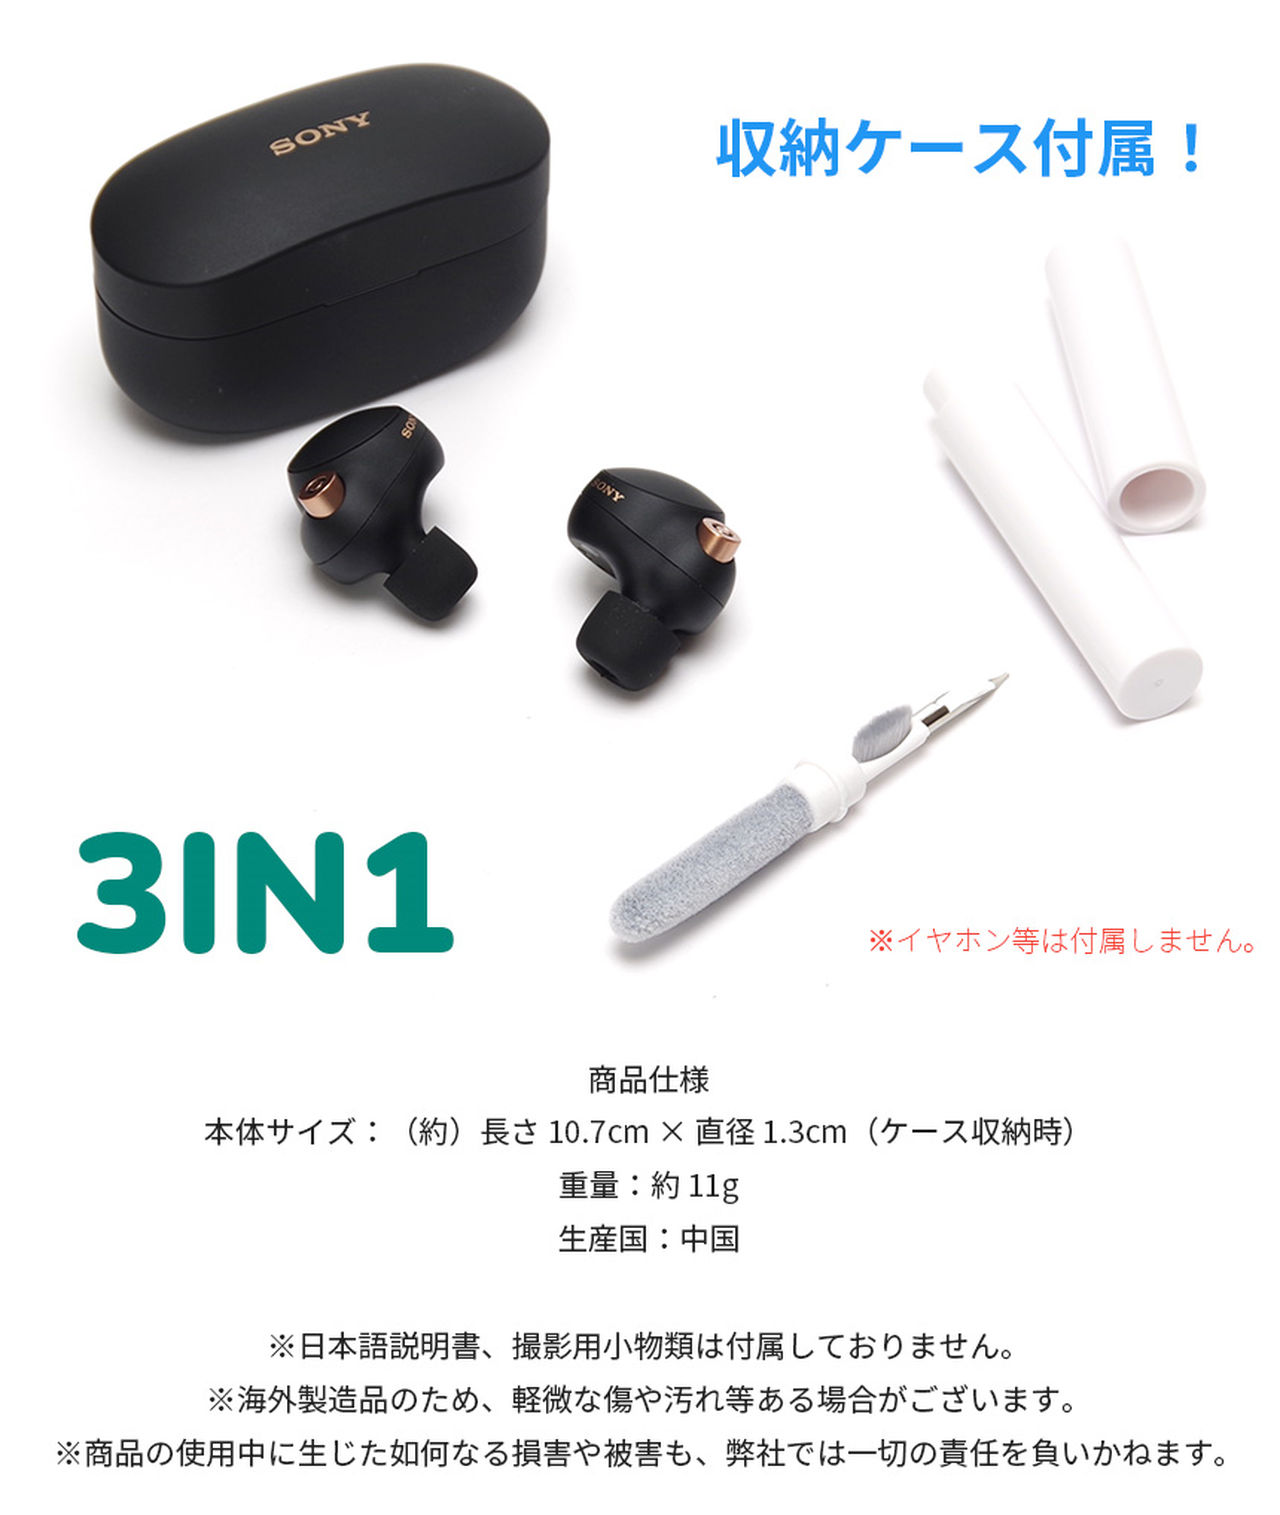 SONY
収納ケース付属！
SON
SONY
3IN1
※イヤホン等は付属しません。
商品仕様
本体サイズ：（約）長さ 10.7cm × 直径 1.3cm（ケース収納時）
重量：約 11g
生産国：中国
※日本語説明書、撮影用小物類は付属しておりません。
※海外製造品のため、軽微な傷や汚れ等ある場合がございます。
※商品の使用中に生じた如何なる損害や被害も、弊社では一切の責任を負いかねます。